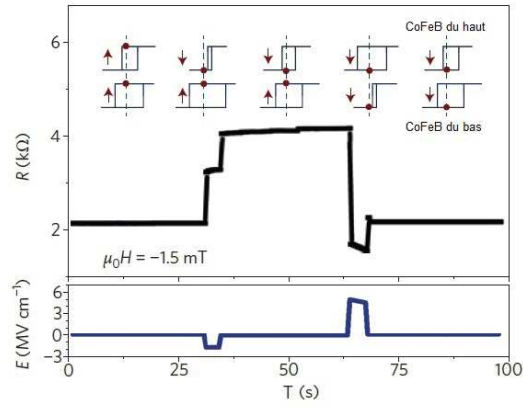 CoFeB du haut
6
4
2
R (kΩ)
CoFeB du bas
μ₀H = −1.5 mT
6
3
0
−3
E (MV cm⁻¹)
0
25
50
75
100
T (s)